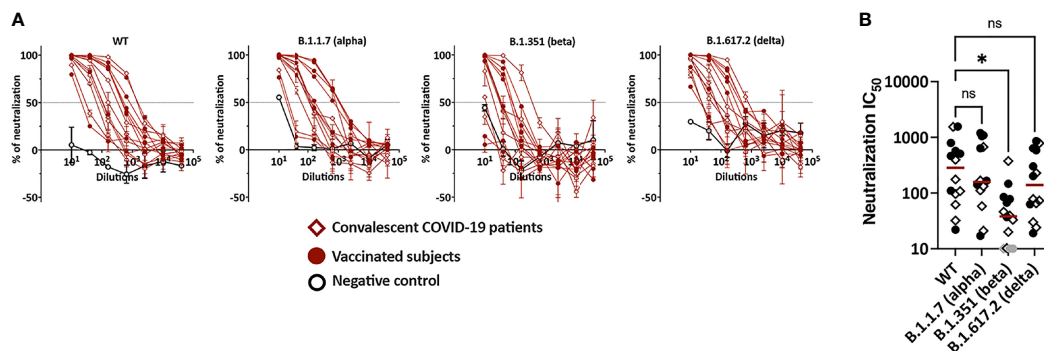 A
WT
B.1.1.7 (alpha)
B.1.351 (beta)
B.1.617.2 (delta)
% of neutralization
100
50
0
-50
10¹
10²
10³
10⁴
10⁵
Dilutions
% of neutralization
100
50
0
-50
10¹
10²
10³
10⁴
10⁵
Dilutions
% of neutralization
100
50
0
-50
10¹
10²
10³
10⁴
10⁵
Dilutions
% of neutralization
100
50
0
-50
10¹
10²
10³
10⁴
10⁵
Dilutions
Convalescent COVID-19 patients
Vaccinated subjects
Negative control
B
ns
*
ns
Neutralization IC₅₀
10000
1000
100
10
WT
B.1.1.7 (alpha)
B.1.351 (beta)
B.1.617.2 (delta)